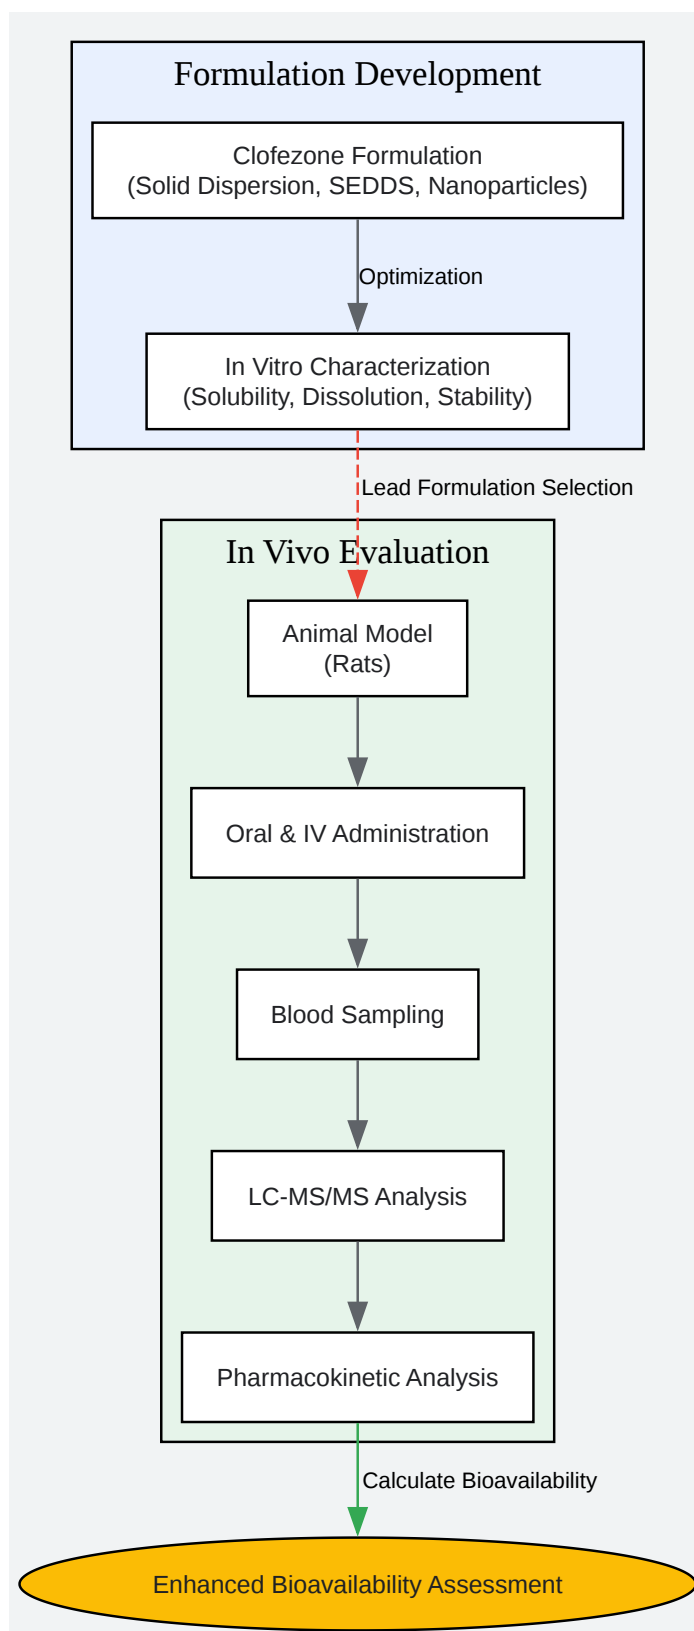 Formulation Development
Clofezone Formulation
(Solid Dispersion, SEDDS, Nanoparticles)
Optimization
In Vitro Characterization
(Solubility, Dissolution, Stability)
Lead Formulation Selection
In Vivo Evaluation
Animal Model
(Rats)
Oral & IV Administration
Blood Sampling
LC-MS/MS Analysis
Pharmacokinetic Analysis
Calculate Bioavailability
Enhanced Bioavailability Assessment